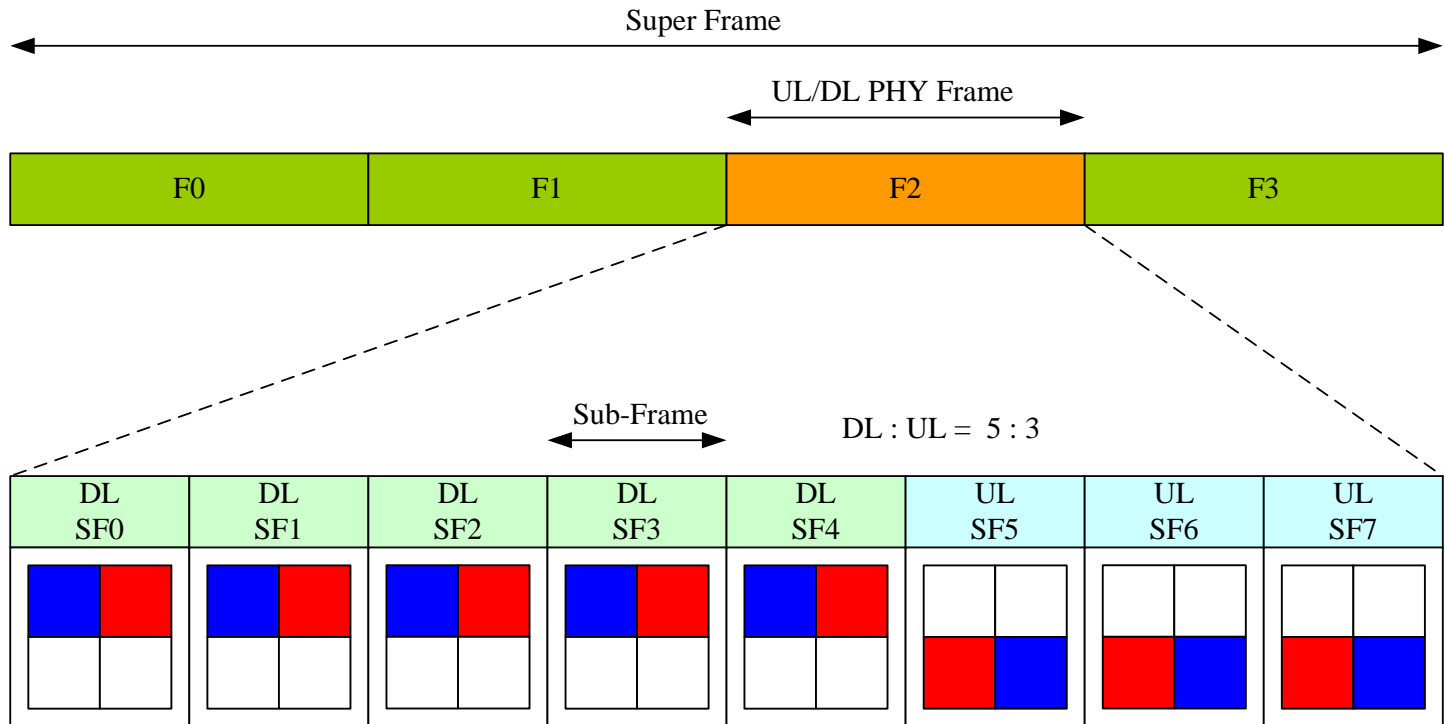 Super Frame
UL/DL PHY Frame
F0 F1 F2 F3
Sub-Frame
DL : UL = 5 : 3
DL DL DL DL DL UL UL UL
SF0 SF1 SF2 SF3 SF4 SF5 SF6 SF7